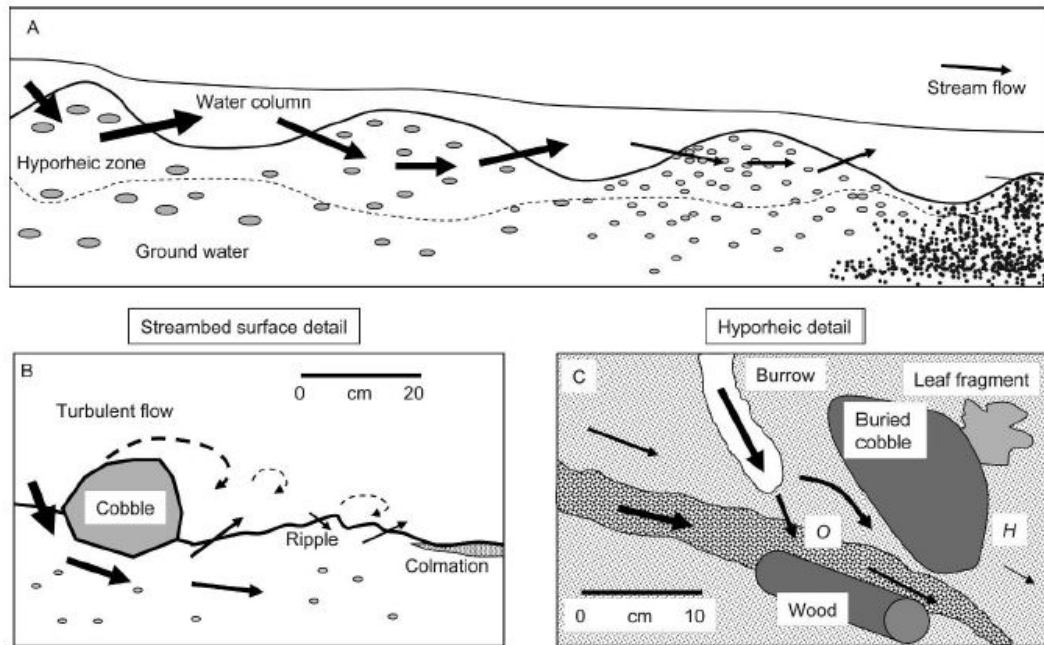 A
Water column
Stream flow
Hyporheic zone
Ground water
Streambed surface detail
Hyporheic detail
B
0 cm 20
Turbulent flow
Cobble
Ripple
Colmation
C
Burrow
Leaf fragment
Buried
cobble
O
H
Wood
0 cm 10